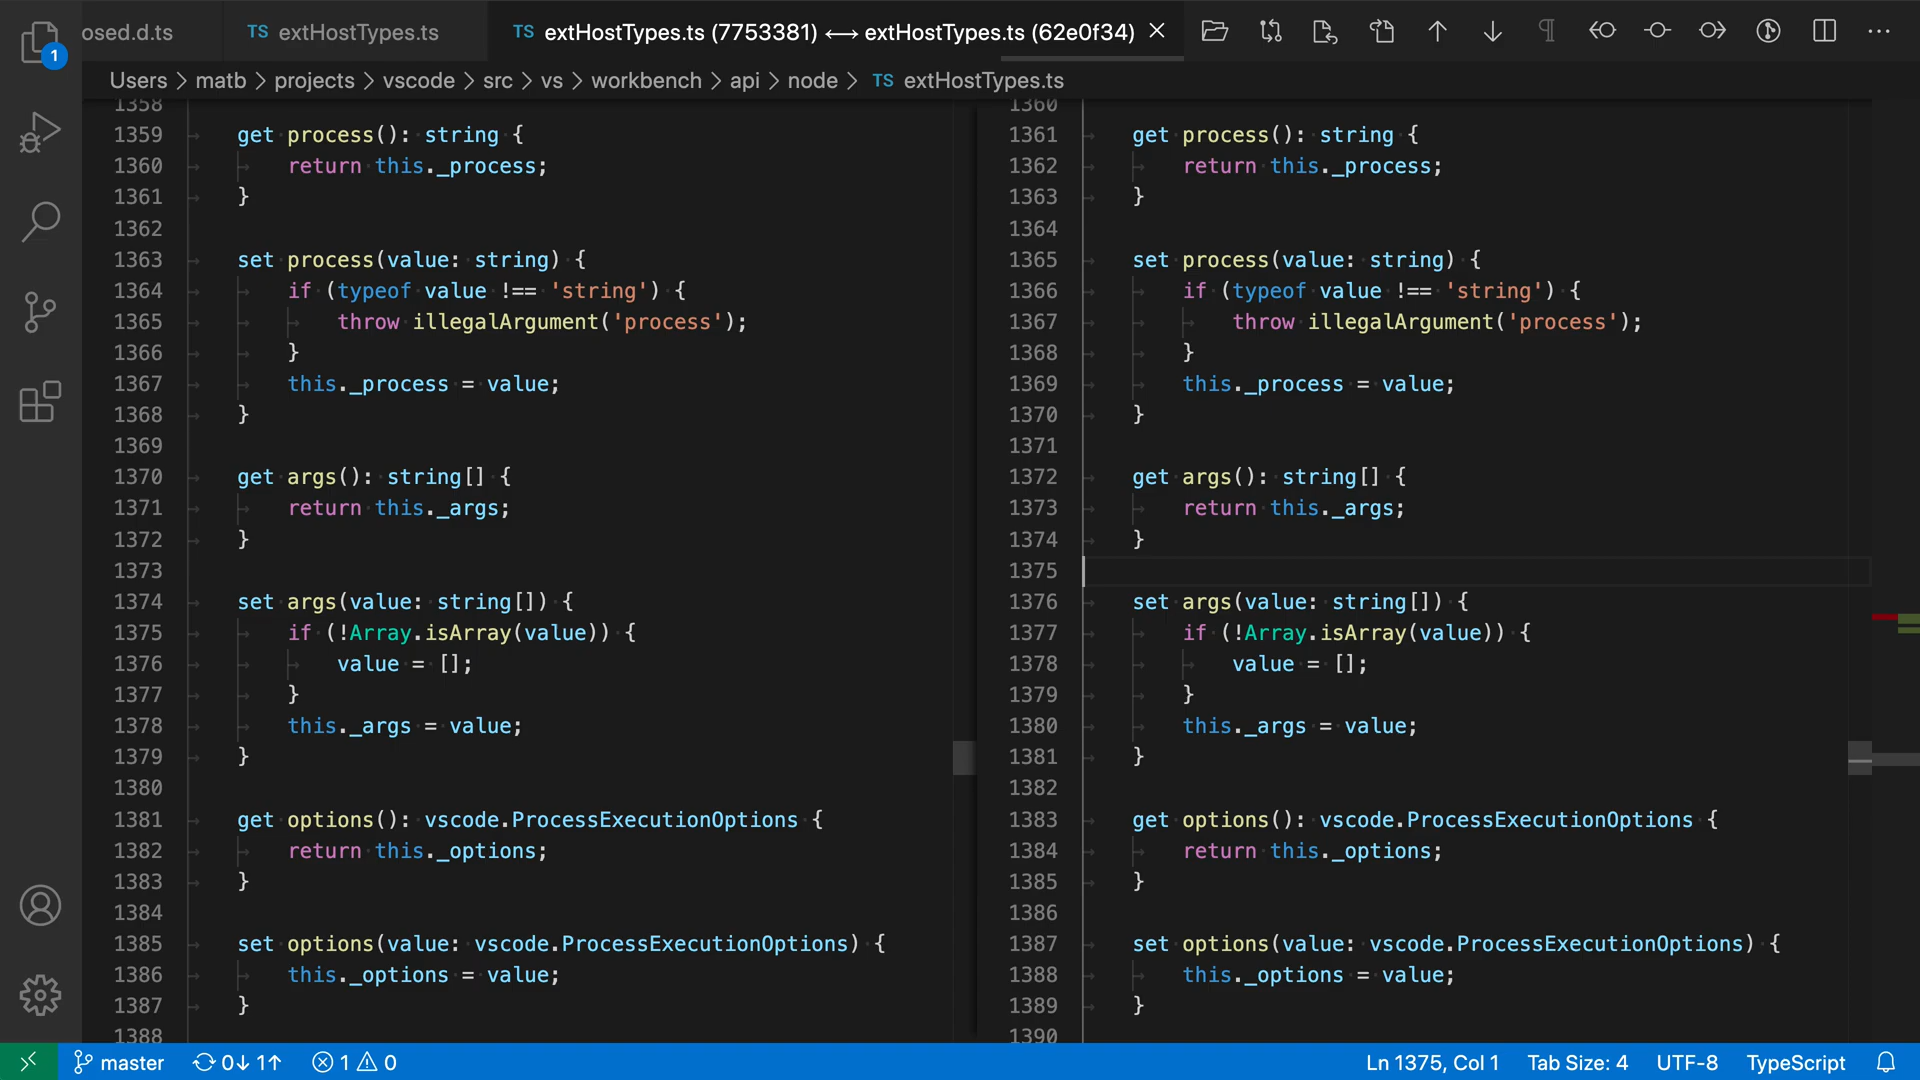 osed.d.ts
TS extHostTypes.ts
TS extHostTypes.ts (7753381) ⟷ extHostTypes.ts (62e0f34)
1
Users > matb > projects > vscode > src > vs > workbench > api > node > TS extHostTypes.ts
1358
1359 get process(): string {
1360 return this._process;
1361 }
1362
1363 set process(value: string) {
1364 if (typeof value !== 'string') {
1365 throw illegalArgument('process');
1366 }
1367 this._process = value;
1368 }
1369
1370 get args(): string[] {
1371 return this._args;
1372 }
1373
1374 set args(value: string[]) {
1375 if (!Array.isArray(value)) {
1376 value = [];
1377 }
1378 this._args = value;
1379 }
1380
1381 get options(): vscode.ProcessExecutionOptions {
1382 return this._options;
1383 }
1384
1385 set options(value: vscode.ProcessExecutionOptions) {
1386 this._options = value;
1387 }
1388
1360
1361 get process(): string {
1362 return this._process;
1363 }
1364
1365 set process(value: string) {
1366 if (typeof value !== 'string') {
1367 throw illegalArgument('process');
1368 }
1369 this._process = value;
1370 }
1371
1372 get args(): string[] {
1373 return this._args;
1374 }
1375
1376 set args(value: string[]) {
1377 if (!Array.isArray(value)) {
1378 value = [];
1379 }
1380 this._args = value;
1381 }
1382
1383 get options(): vscode.ProcessExecutionOptions {
1384 return this._options;
1385 }
1386
1387 set options(value: vscode.ProcessExecutionOptions) {
1388 this._options = value;
1389 }
1390
master 0↓ 1↑ 1 0 Ln 1375, Col 1 Tab Size: 4 UTF-8 TypeScript